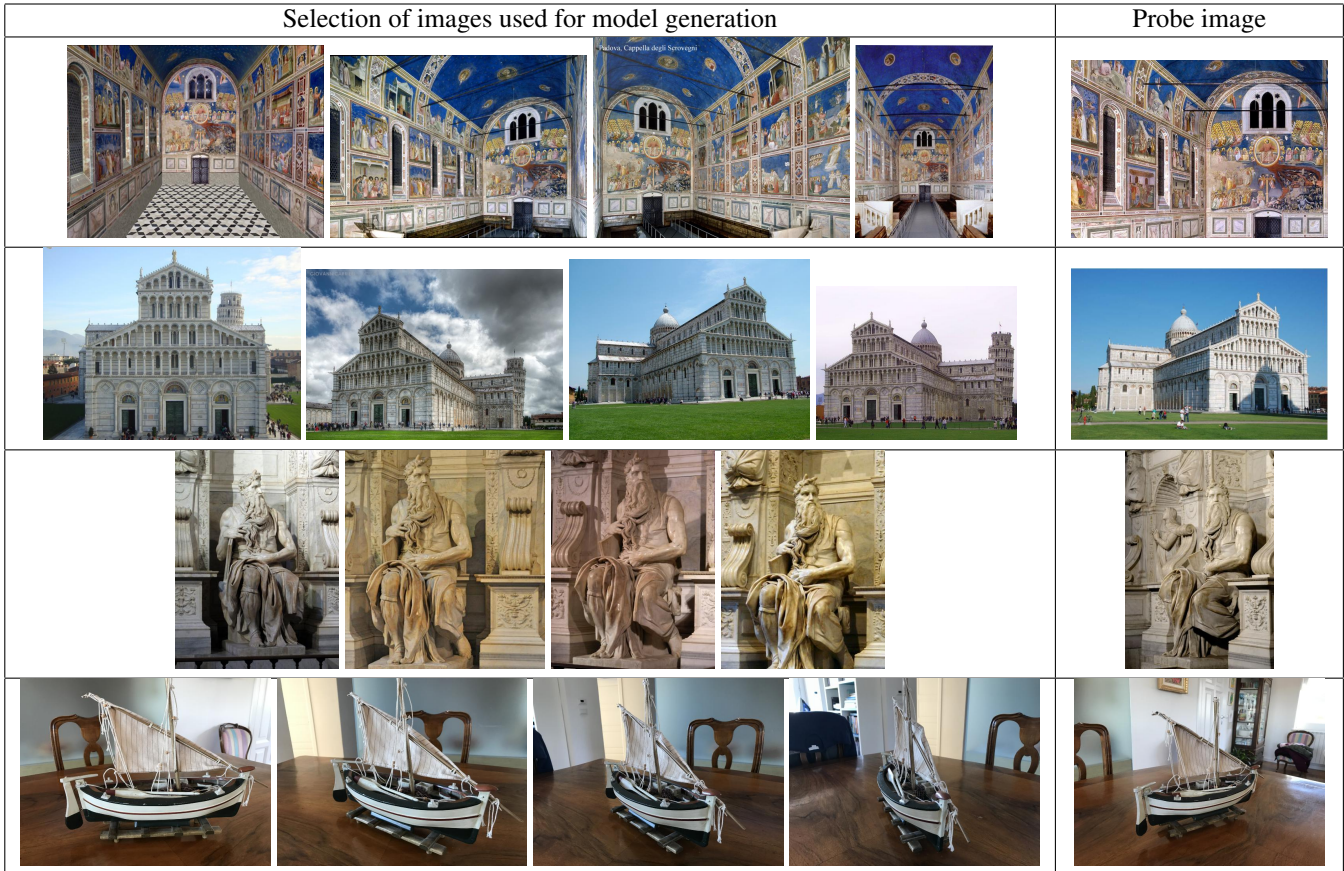 Selection of images used for model generation
Probe image
Padova, Cappella degli Scrovegni